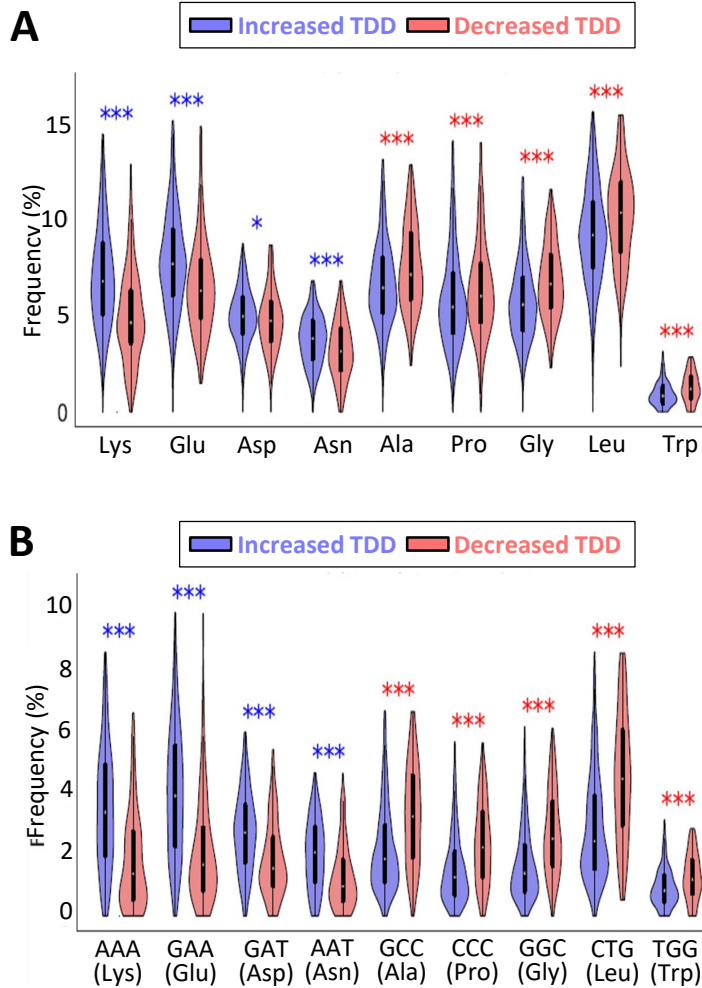 A
Increased TDD Decreased TDD
Frequency (%)
15
10
5
0
*** *** * *** *** *** *** *** ***
Lys Glu Asp Asn Ala Pro Gly Leu Trp
B
Increased TDD Decreased TDD
FFrequency (%)
10
8
6
4
2
0
*** *** *** *** *** *** *** *** ***
AAA GAA GAT AAT GCC CCC GGC CTG TGG
(Lys) (Glu) (Asp) (Asn) (Ala) (Pro) (Gly) (Leu) (Trp)